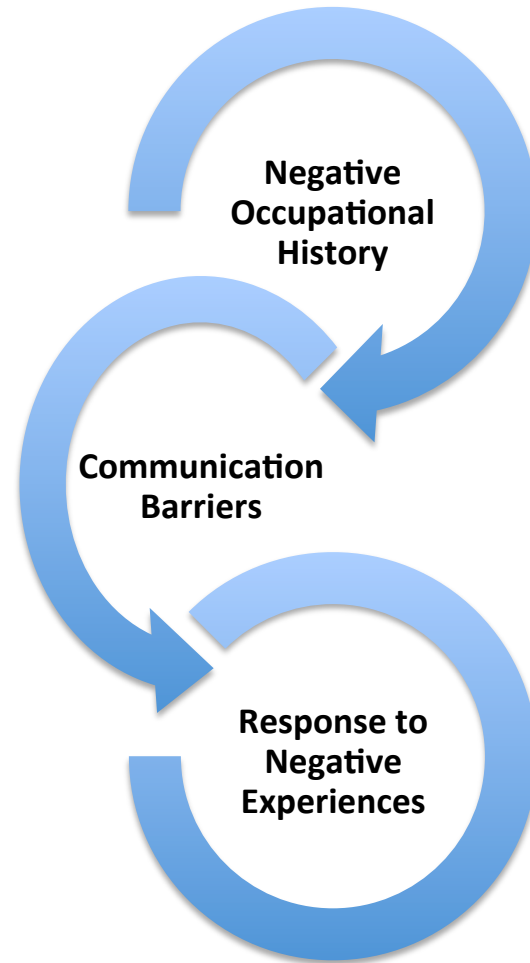 Negative
Occupational
History
Communication
Barriers
Response to
Negative
Experiences